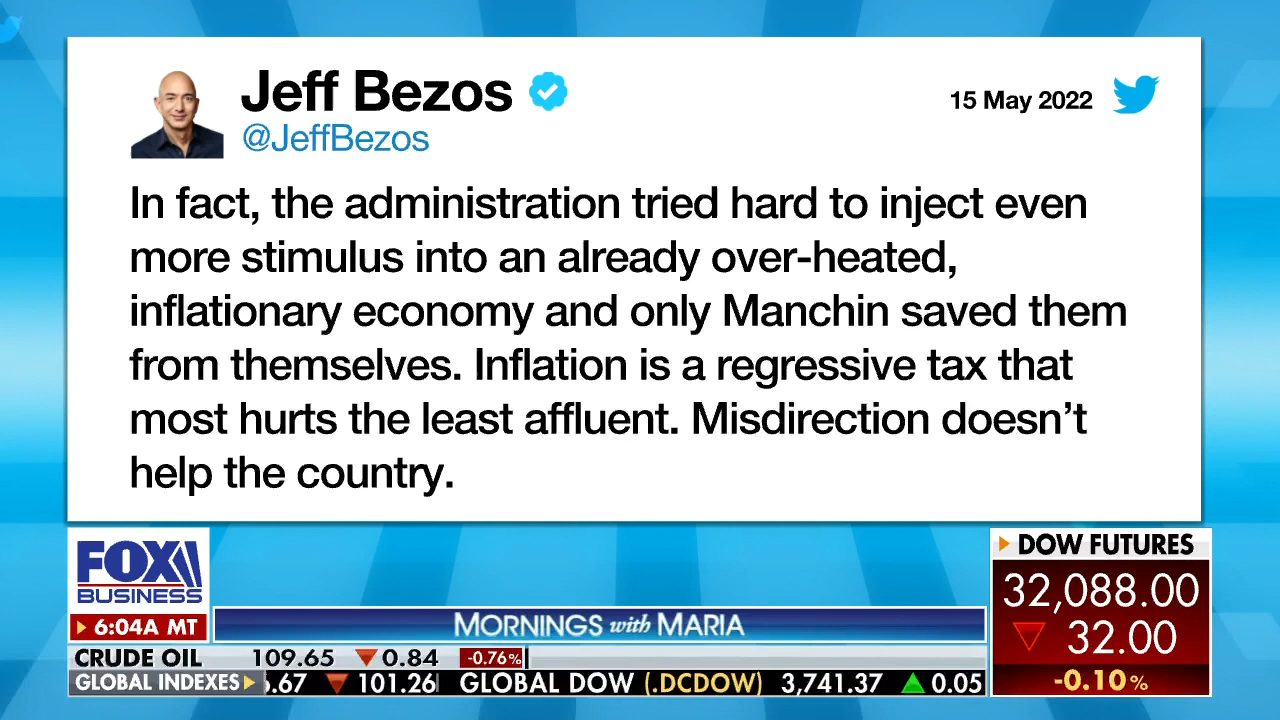 Jeff Bezos
@JeffBezos
15 May 2022
In fact, the administration tried hard to inject even
more stimulus into an already over-heated,
inflationary economy and only Manchin saved them
from themselves. Inflation is a regressive tax that
most hurts the least affluent. Misdirection doesn’t
help the country.
FOX
BUSINESS
6:04A MT
MORNINGS with MARIA
DOW FUTURES
32,088.00
32.00
-0.10%
CRUDE OIL 109.65 0.84 -0.76%
GLOBAL INDEXES .67 101.26 GLOBAL DOW (.DCDOW) 3,741.37 0.05